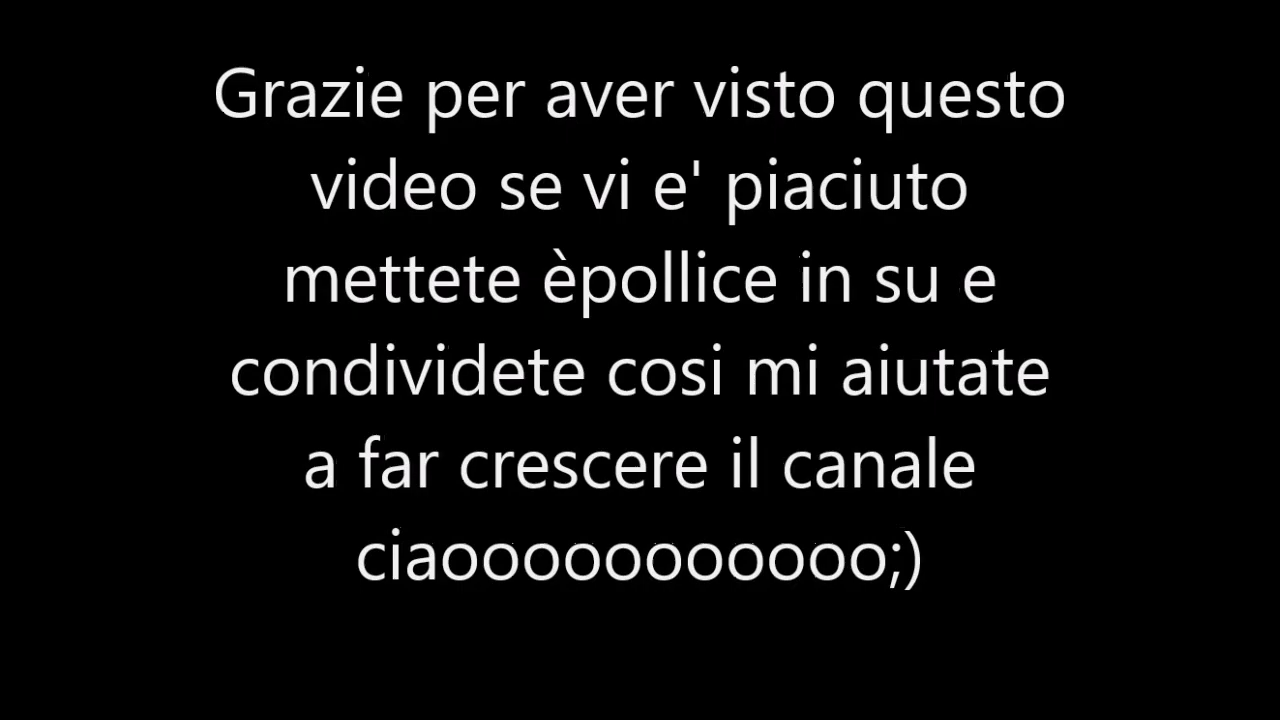 Grazie per aver visto questo
video se vi e' piaciuto
mettete èpollice in su e
condividete cosi mi aiutate
a far crescere il canale
ciaooooooooooo;)